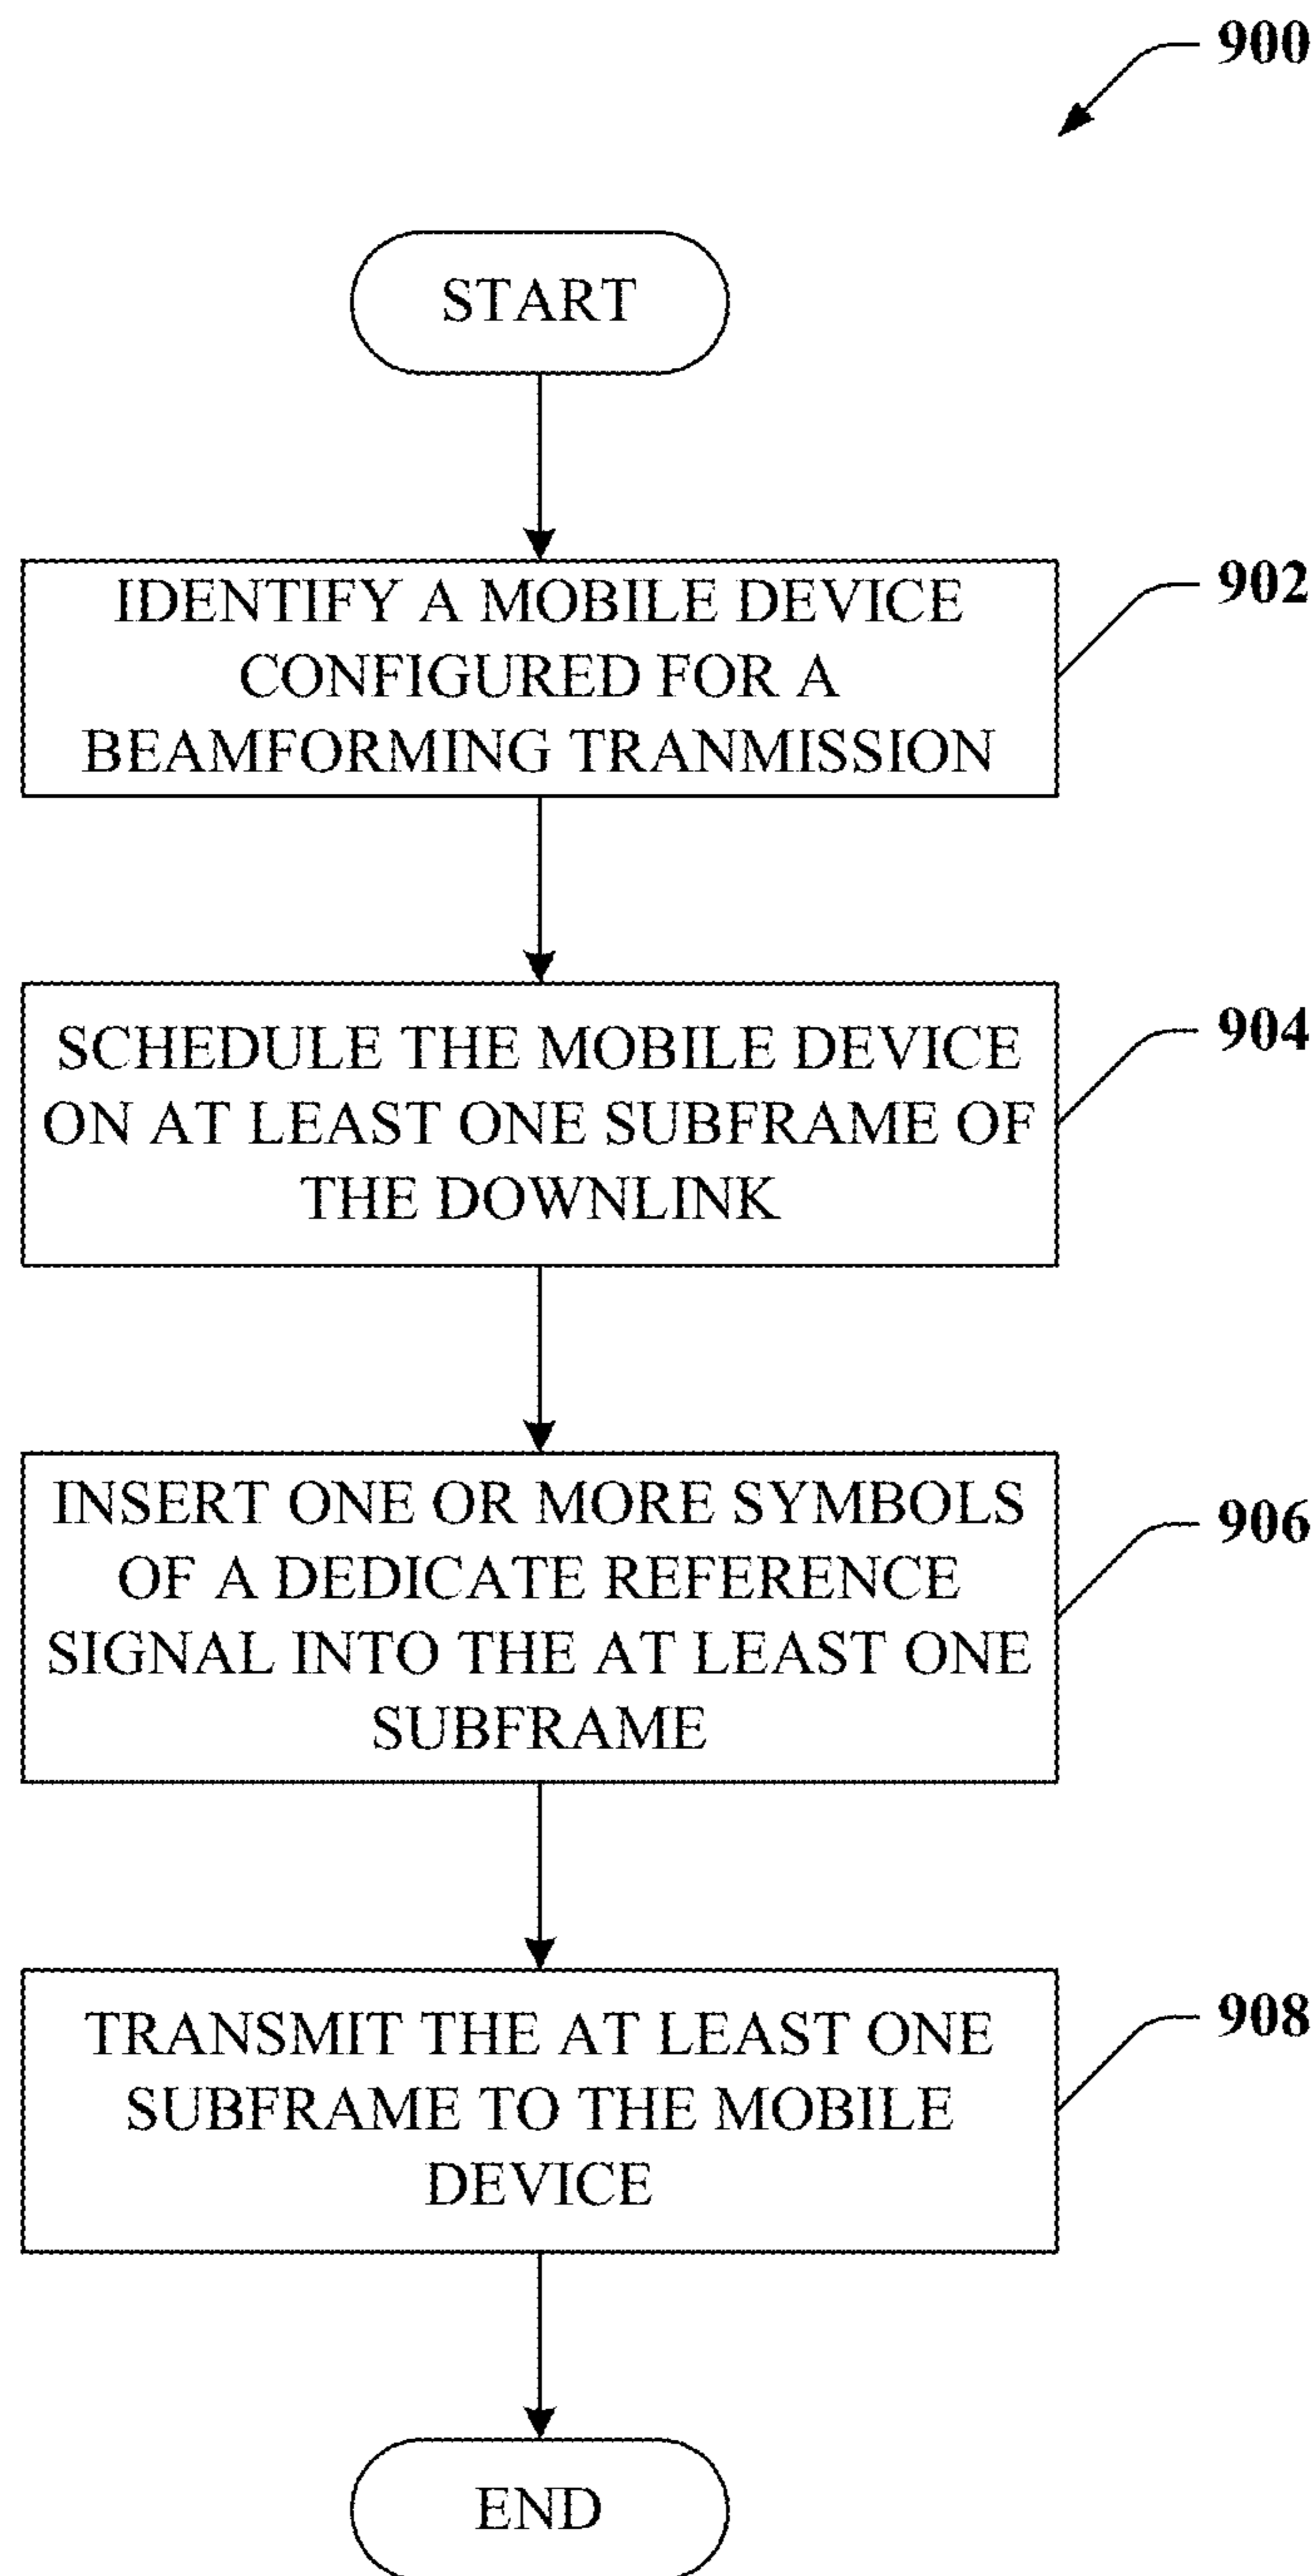 900
START
IDENTIFY A MOBILE DEVICE
CONFIGURED FOR A
BEAMFORMING TRANMISSION
902
SCHEDULE THE MOBILE DEVICE
ON AT LEAST ONE SUBFRAME OF
THE DOWNLINK
904
INSERT ONE OR MORE SYMBOLS
OF A DEDICATE REFERENCE
SIGNAL INTO THE AT LEAST ONE
SUBFRAME
906
TRANSMIT THE AT LEAST ONE
SUBFRAME TO THE MOBILE
DEVICE
908
END